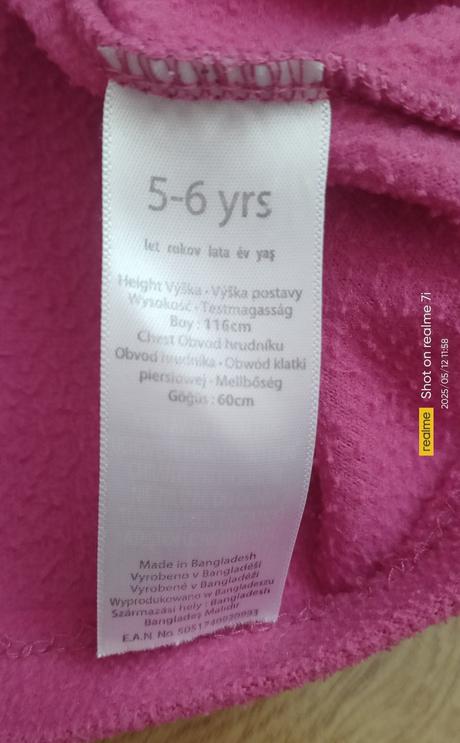 5-6 yrs
let rokov lata év yaş
Height Výška · Výška postavy
Wysokość · Testmagasság
Boy : 116cm
Chest Obvod hrudníku
Obvod hrudníka · Obwód klatki
piersiowej · Mellbőség
Göğüs : 60cm
Made in Bangladesh
Vyrobeno v Bangladéši
Vyrobené v Bangladéži
Wyprodukowano w Bangladeszu
Származási hely : Bangladesh
Bangladeş Malıdır
E.A.N. No.
realme Shot on realme 7i
2025/05/12 11:58